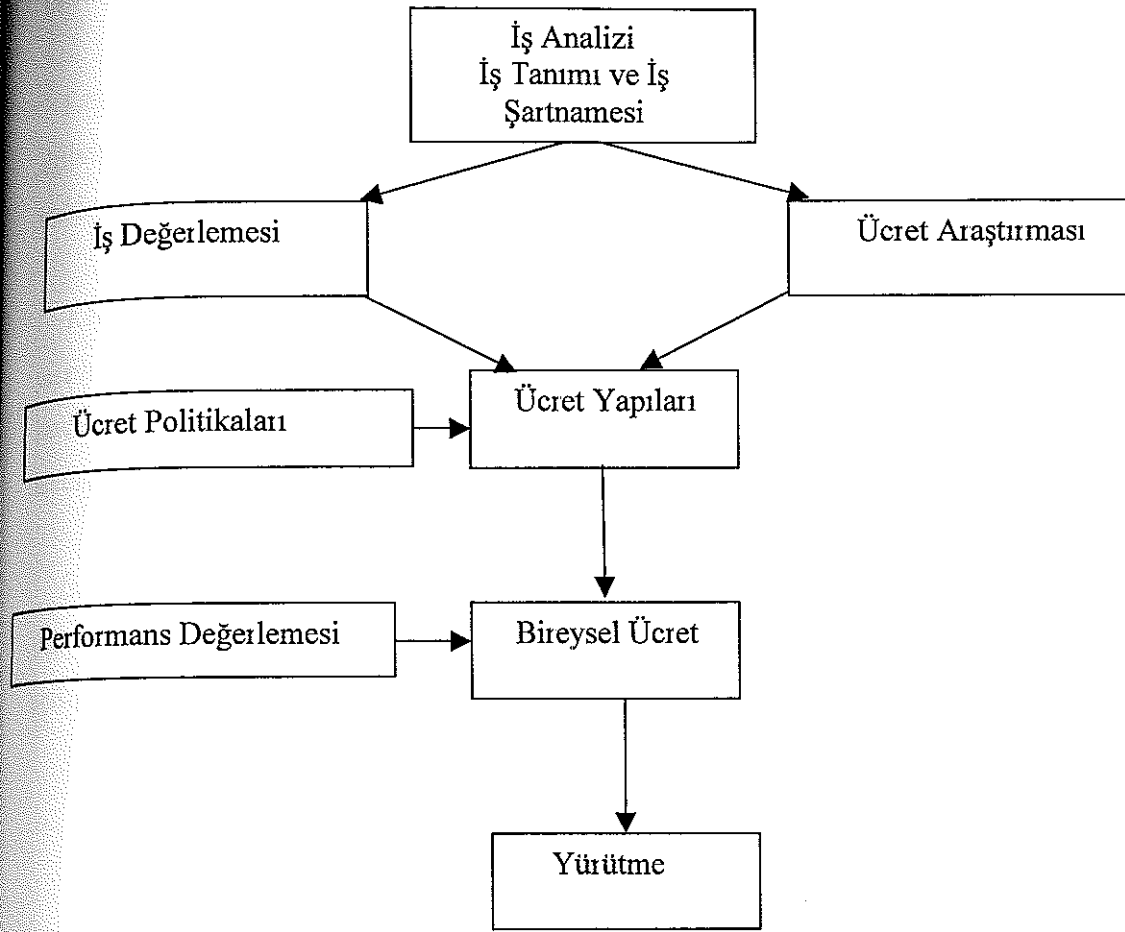 İş Analizi
İş Tanımı ve İş
Şartnamesi
İş Değerlemesi
Ücret Araştırması
Ücret Politikaları
Ücret Yapıları
Performans Değerlemesi
Bireysel Ücret
Yürütme